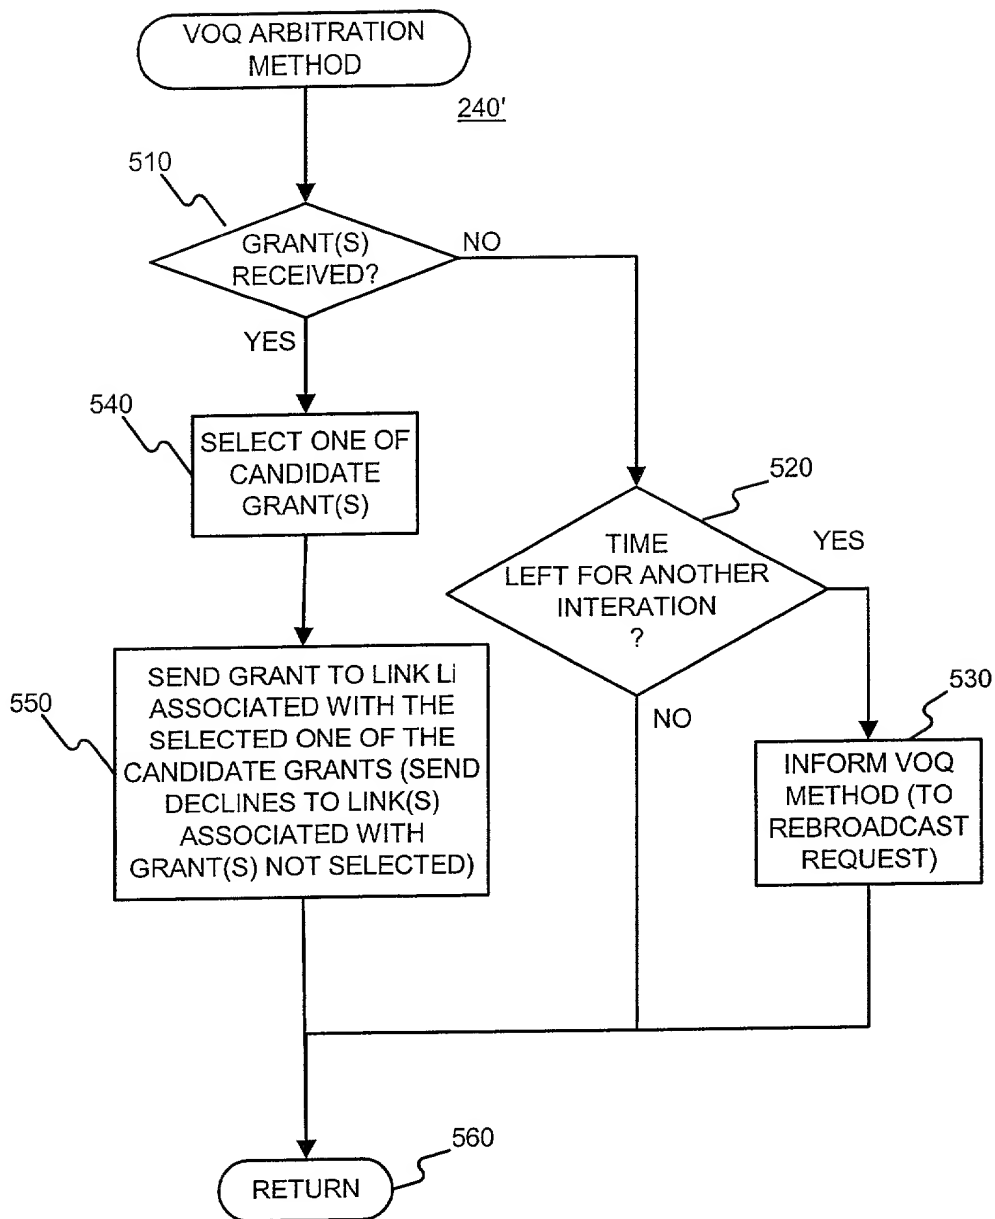 VOQ ARBITRATION
METHOD
240'
510
GRANT(S)
RECEIVED?
NO
YES
540
SELECT ONE OF
CANDIDATE
GRANT(S)
520
TIME
LEFT FOR ANOTHER
INTERATION
?
YES
NO
550
SEND GRANT TO LINK Li
ASSOCIATED WITH THE
SELECTED ONE OF THE
CANDIDATE GRANTS (SEND
DECLINES TO LINK(S)
ASSOCIATED WITH
GRANT(S) NOT SELECTED)
530
INFORM VOQ
METHOD (TO
REBROADCAST
REQUEST)
560
RETURN